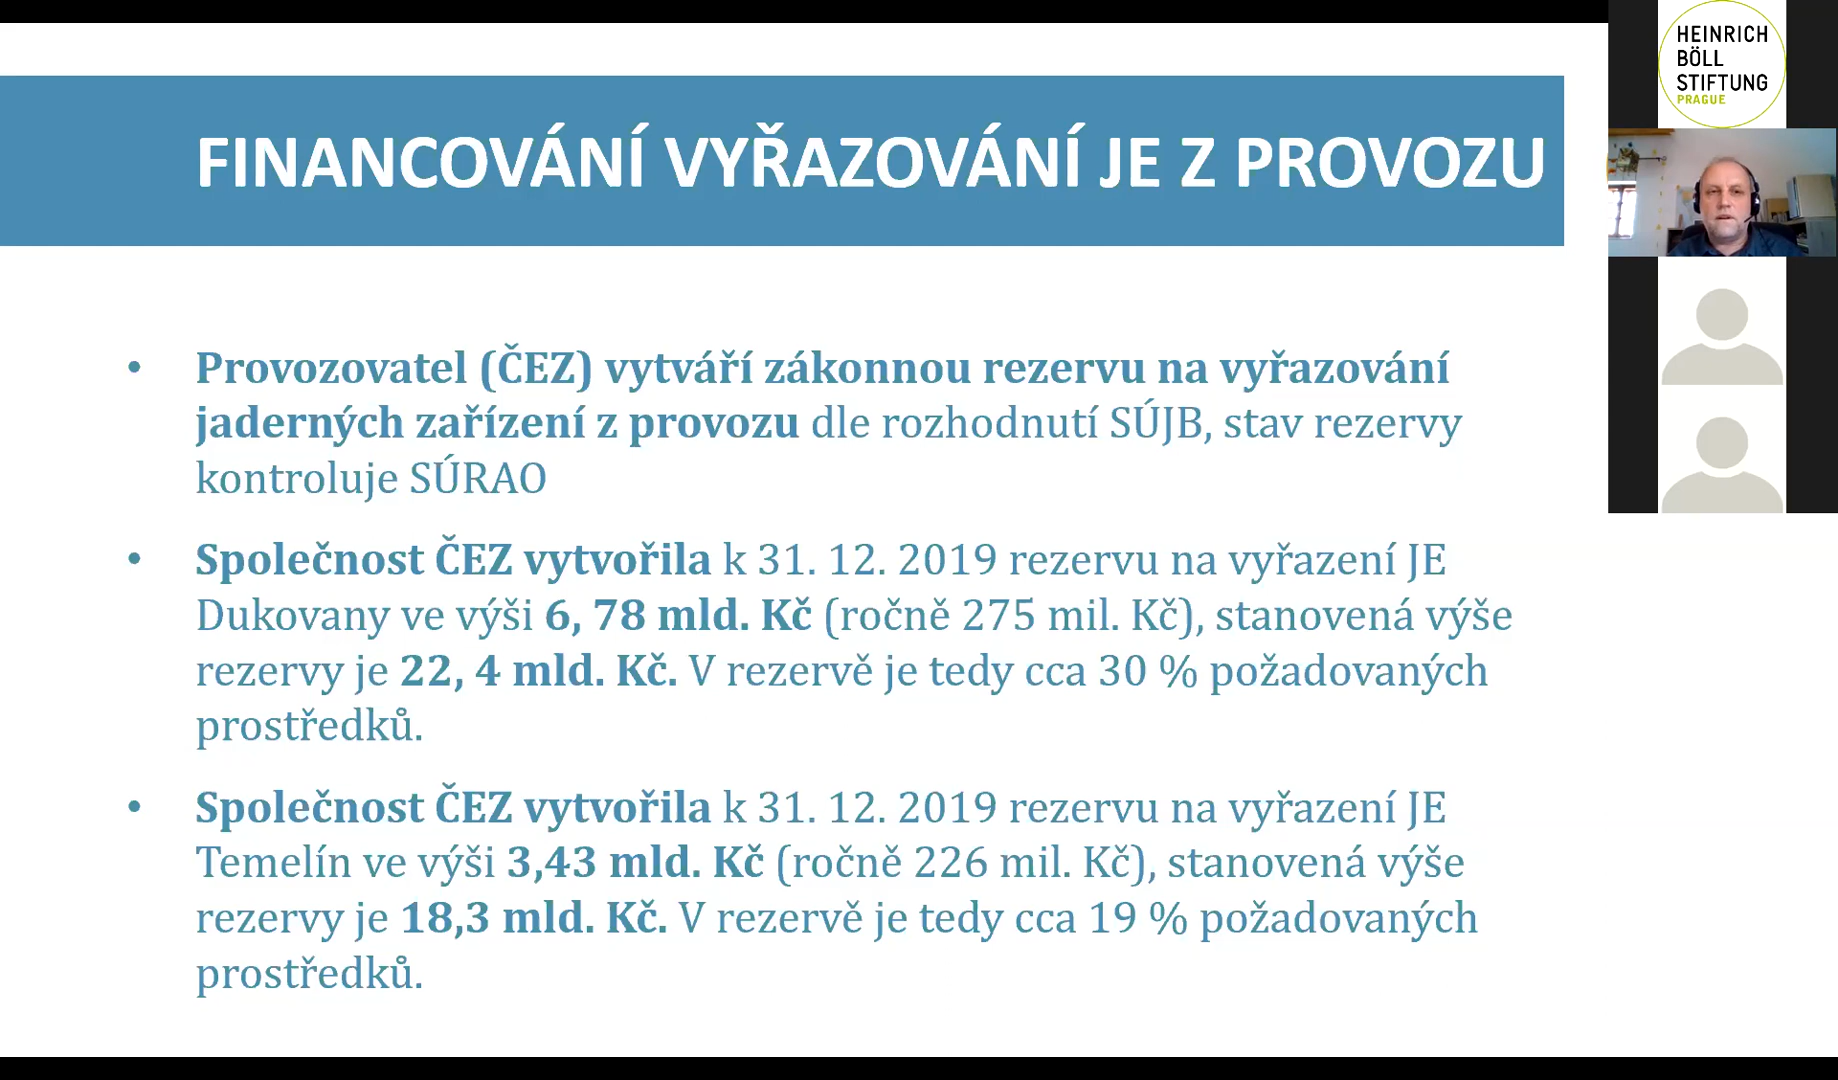 FINANCOVÁNÍ VYŘAZOVÁNÍ JE Z PROVOZU
• Provozovatel (ČEZ) vytváří zákonnou rezervu na vyřazování
jaderných zařízení z provozu dle rozhodnutí SÚJB, stav rezervy
kontroluje SÚRAO
• Společnost ČEZ vytvořila k 31. 12. 2019 rezervu na vyřazení JE
Dukovany ve výši 6, 78 mld. Kč (ročně 275 mil. Kč), stanovená výše
rezervy je 22, 4 mld. Kč. V rezervě je tedy cca 30 % požadovaných
prostředků.
• Společnost ČEZ vytvořila k 31. 12. 2019 rezervu na vyřazení JE
Temelín ve výši 3,43 mld. Kč (ročně 226 mil. Kč), stanovená výše
rezervy je 18,3 mld. Kč. V rezervě je tedy cca 19 % požadovaných
prostředků.
HEINRICH
BÖLL
STIFTUNG
PRAGUE